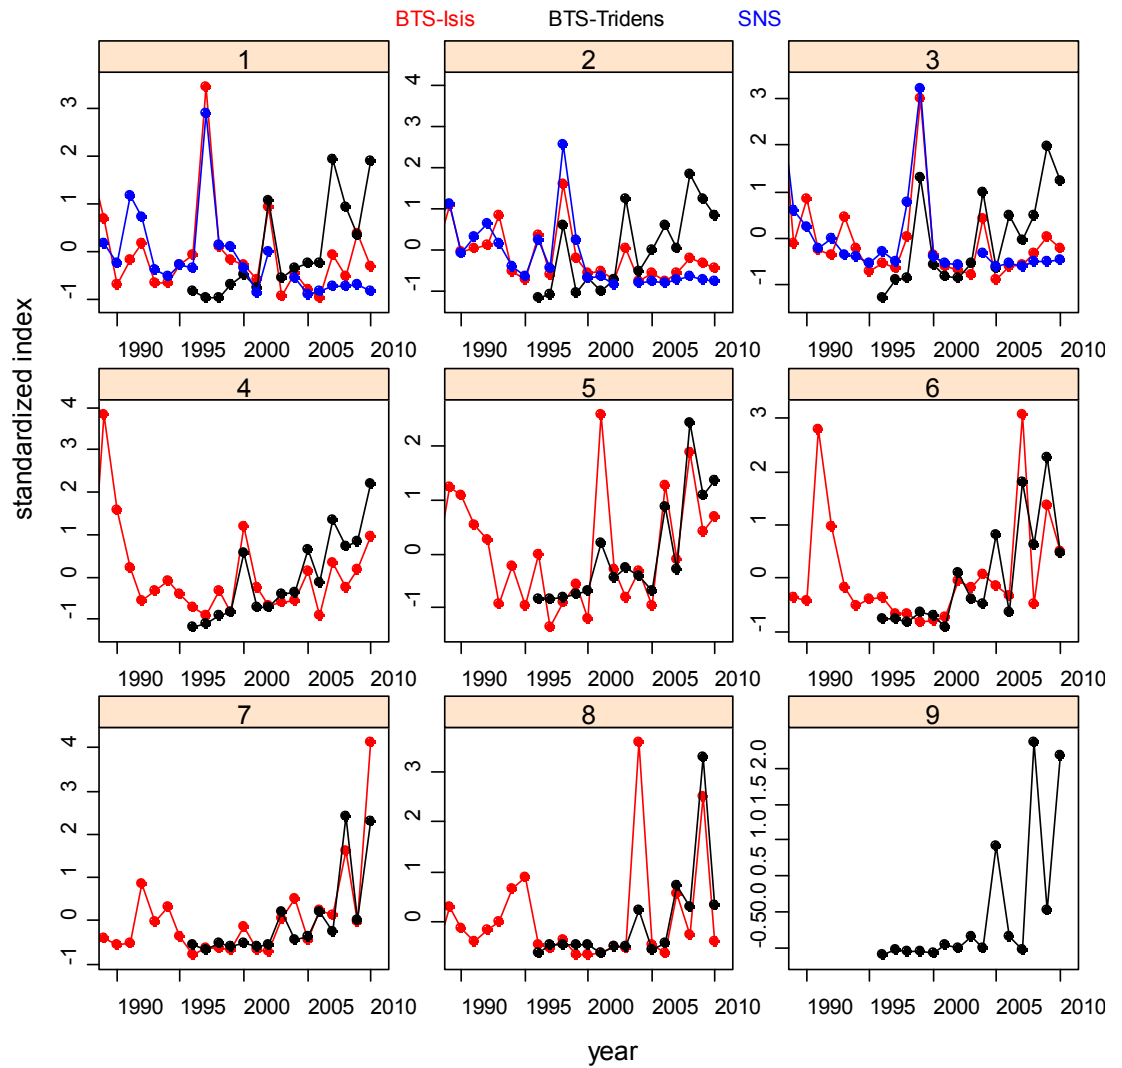 BTS-Isis BTS-Tridens SNS
1 2 3
-1 0 1 2 3
-1 0 1 2 3 4
-1 0 1 2 3
1990 1995 2000 2005 2010
1990 1995 2000 2005 2010
1990 1995 2000 2005 2010
standardized index
4 5 6
-1 0 1 2 3 4
-1 0 1 2
-1 0 1 2 3
1990 1995 2000 2005 2010
1990 1995 2000 2005 2010
1990 1995 2000 2005 2010
7 8 9
-1 0 1 2 3 4
0 1 2 3
-0.5 0.0 0.5 1.0 1.5 2.0
1990 1995 2000 2005 2010
1990 1995 2000 2005 2010
1990 1995 2000 2005 2010
year